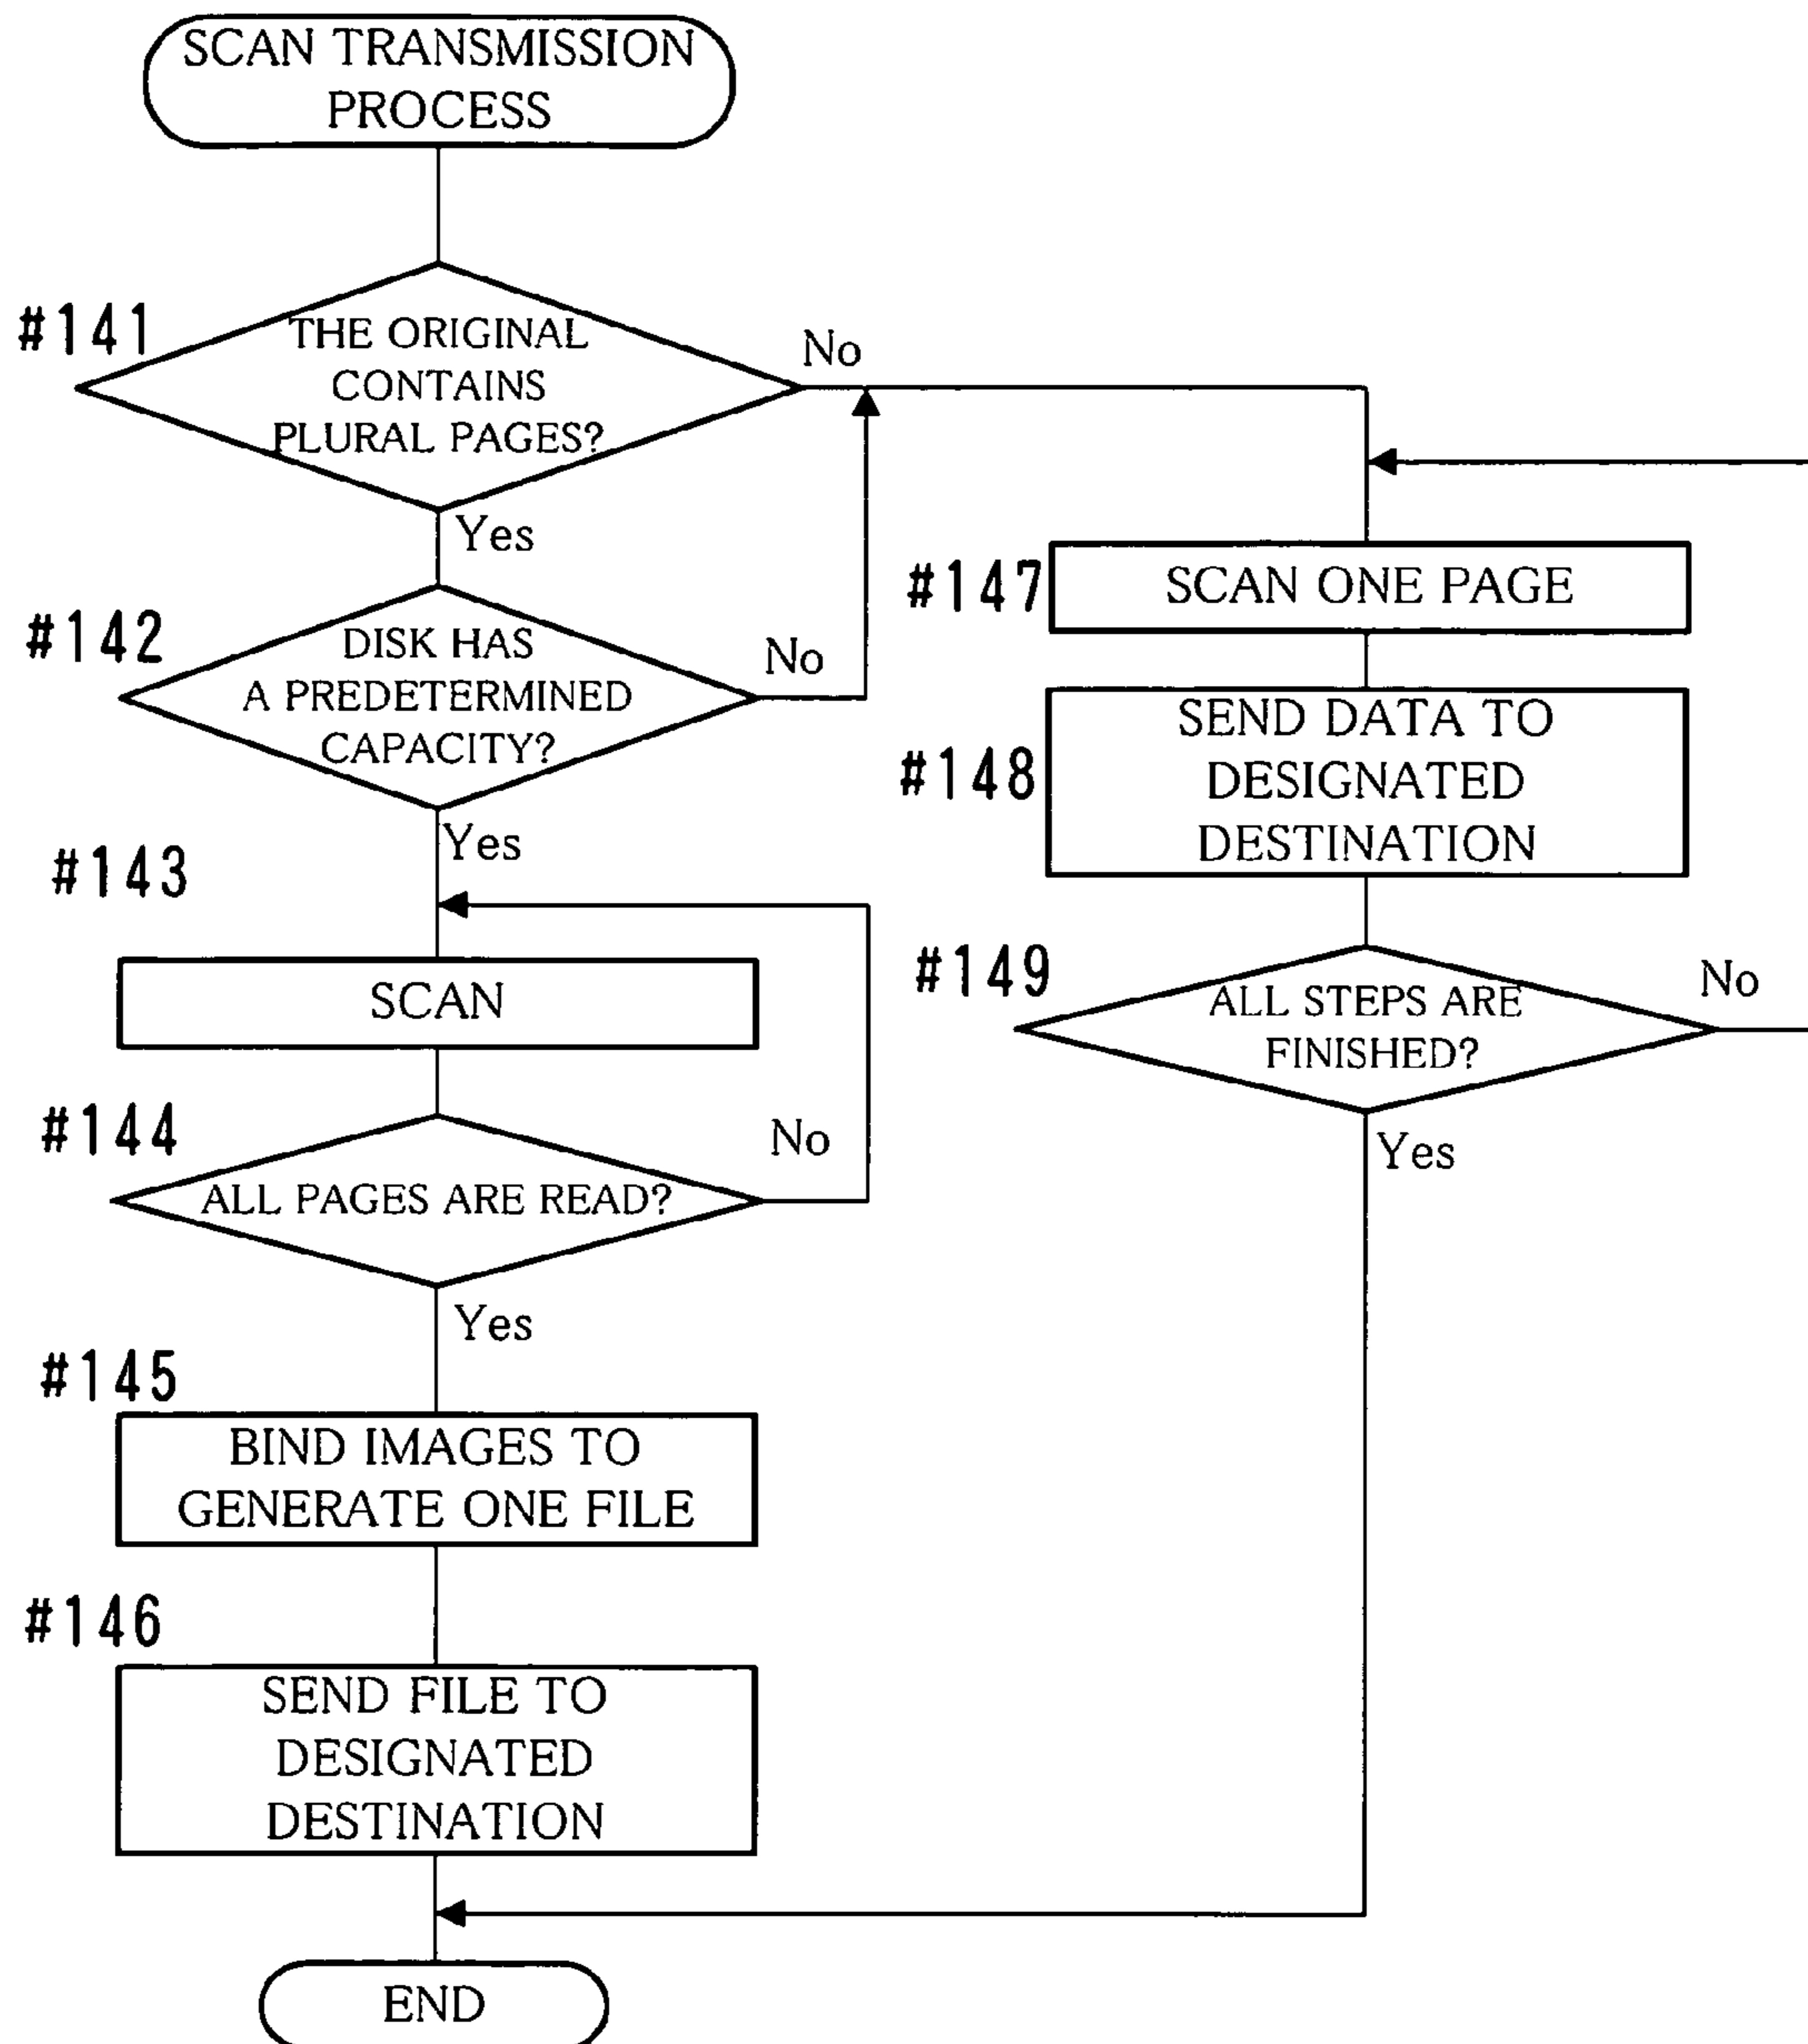 SCAN TRANSMISSION
PROCESS
#141
THE ORIGINAL
CONTAINS
PLURAL PAGES?
No
Yes
#142
DISK HAS
A PREDETERMINED
CAPACITY?
No
Yes
#143
SCAN
#144
ALL PAGES ARE READ?
No
Yes
#145
BIND IMAGES TO
GENERATE ONE FILE
#146
SEND FILE TO
DESIGNATED
DESTINATION
#147
SCAN ONE PAGE
#148
SEND DATA TO
DESIGNATED
DESTINATION
#149
ALL STEPS ARE
FINISHED?
No
Yes
END